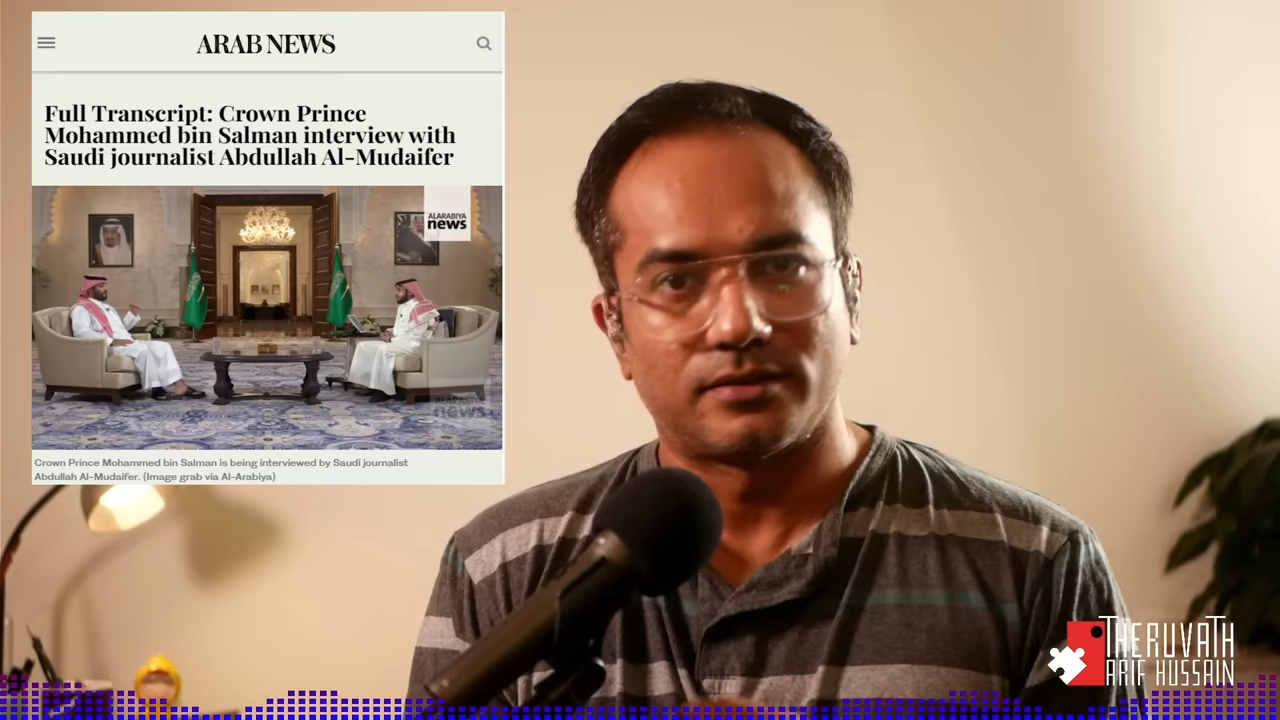 ARAB NEWS
Full Transcript: Crown Prince
Mohammed bin Salman interview with
Saudi journalist Abdullah Al-Mudaifer
ALARABIYA
news
news
Crown Prince Mohammed bin Salman is being interviewed by Saudi journalist
Abdullah Al-Mudaifer. (Image grab via Al-Arabiya)
THERUVATH
ARIF HUSSAIN